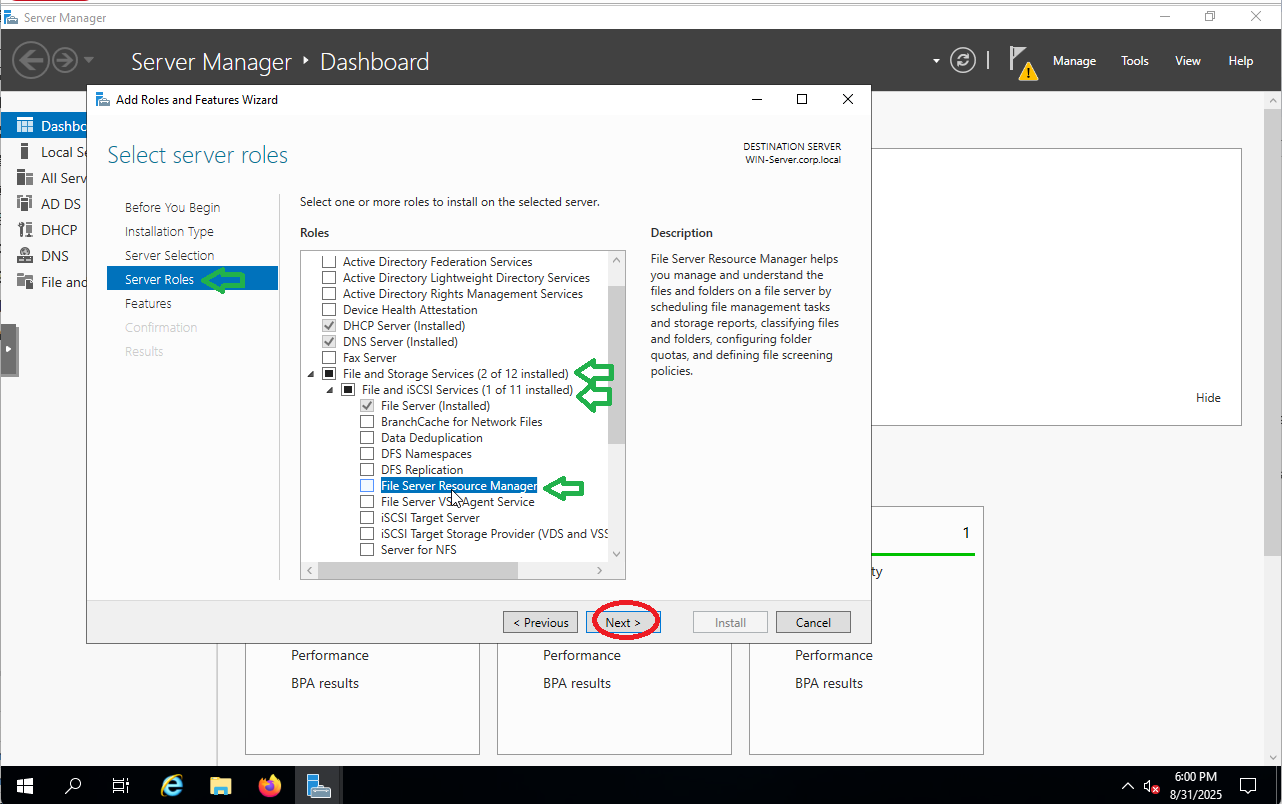 Server Manager
Server Manager
Dashboard
Manage
Tools
View
Help
Dashbo
Local Se
All Serv
AD DS
DHCP
DNS
File and
Add Roles and Features Wizard
Select server roles
DESTINATION SERVER
WIN-Server.corp.local
Before You Begin
Installation Type
Server Selection
Server Roles
Features
Confirmation
Results
Select one or more roles to install on the selected server.
Roles
Active Directory Federation Services
Active Directory Lightweight Directory Services
Active Directory Rights Management Services
Device Health Attestation
DHCP Server (Installed)
DNS Server (Installed)
Fax Server
File and Storage Services (2 of 12 installed)
File and iSCSI Services (1 of 11 installed)
File Server (Installed)
BranchCache for Network Files
Data Deduplication
DFS Namespaces
DFS Replication
File Server Resource Manager
File Server VSS Agent Service
iSCSI Target Server
iSCSI Target Storage Provider (VDS and VSS
Server for NFS
Description
File Server Resource Manager helps
you manage and understand the
files and folders on a file server by
scheduling file management tasks
and storage reports, classifying files
and folders, configuring folder
quotas, and defining file screening
policies.
< Previous
Next >
Install
Cancel
Hide
1
ty
Performance
BPA results
Performance
BPA results
Performance
BPA results
6:00 PM
8/31/2025